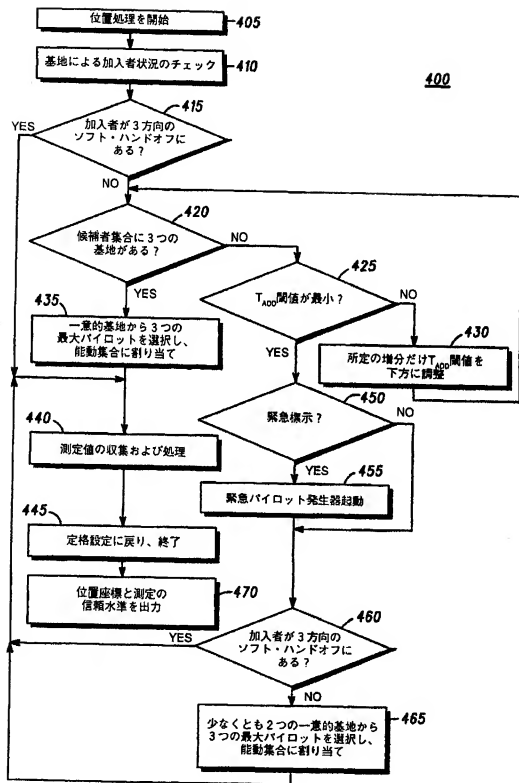 位置処理を開始
405
基地による加入者状況のチェック
410
400
415
YES
加入者が3方向の
ソフト・ハンドオフに
ある?
NO
420
候補者集合に3つの
基地がある?
NO
425
YES
TADD閾値が最小?
NO
435
一意的基地から3つの
最大パイロットを選択し、
能動集合に割り当て
430
所定の増分だけTADD閾値を
下方に調整
YES
450
緊急標示?
NO
440
測定値の収集および処理
YES
455
緊急パイロット発生器起動
445
定格設定に戻り、終了
470
位置座標と測定の
信頼水準を出力
460
YES
加入者が3方向の
ソフト・ハンドオフに
ある?
NO
465
少なくとも2つの一意的基地から
3つの最大パイロットを選択し、
能動集合に割り当て